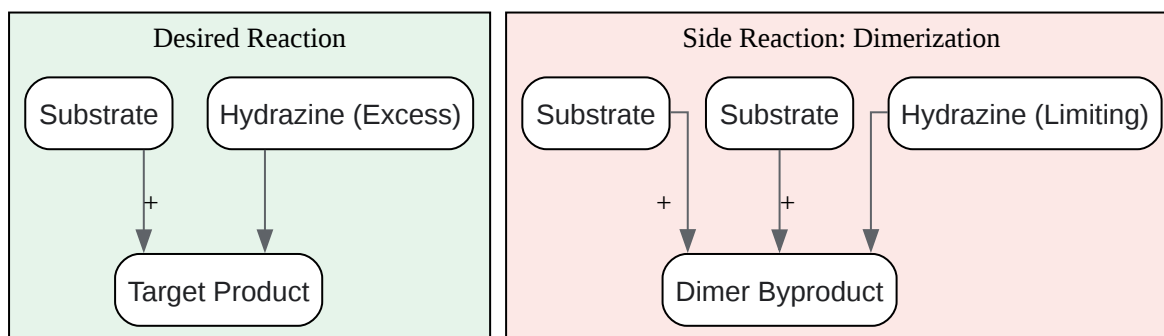 Desired Reaction
Substrate
Hydrazine (Excess)
+
Target Product
Side Reaction: Dimerization
Substrate
Substrate
Hydrazine (Limiting)
+
+
Dimer Byproduct